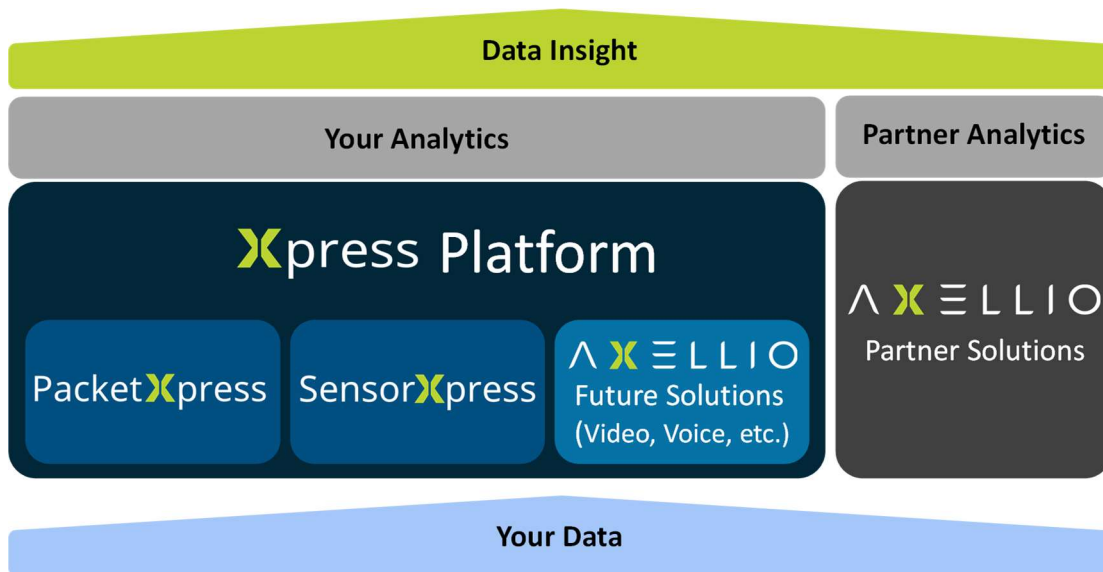 Data Insight
Your Analytics
Partner Analytics
Xpress Platform
AXELLIO
Partner Solutions
PacketXpress
SensorXpress
AXELLIO
Future Solutions
(Video, Voice, etc.)
Your Data